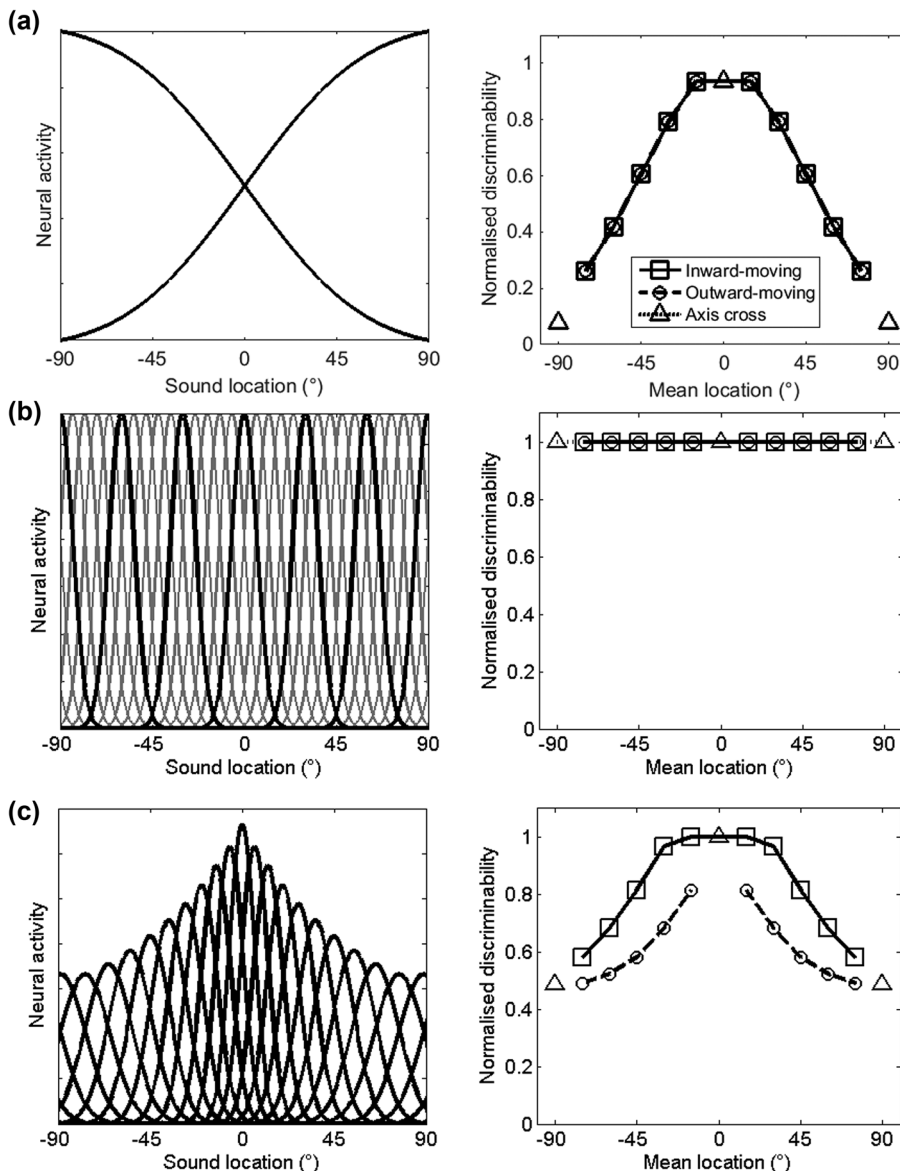 (a)
Neural activity
-90 -45 0 45 90
Sound location (°)
Normalised discriminability
1
0.8
0.6
0.4
0.2
0
Inward-moving
Outward-moving
Axis cross
-90 -45 0 45 90
Mean location (°)
(b)
Neural activity
-90 -45 0 45 90
Sound location (°)
Normalised discriminability
1
0.8
0.6
0.4
0.2
0
-90 -45 0 45 90
Mean location (°)
(c)
Neural activity
-90 -45 0 45 90
Sound location (°)
Normalised discriminability
1
0.8
0.6
0.4
0.2
0
-90 -45 0 45 90
Mean location (°)